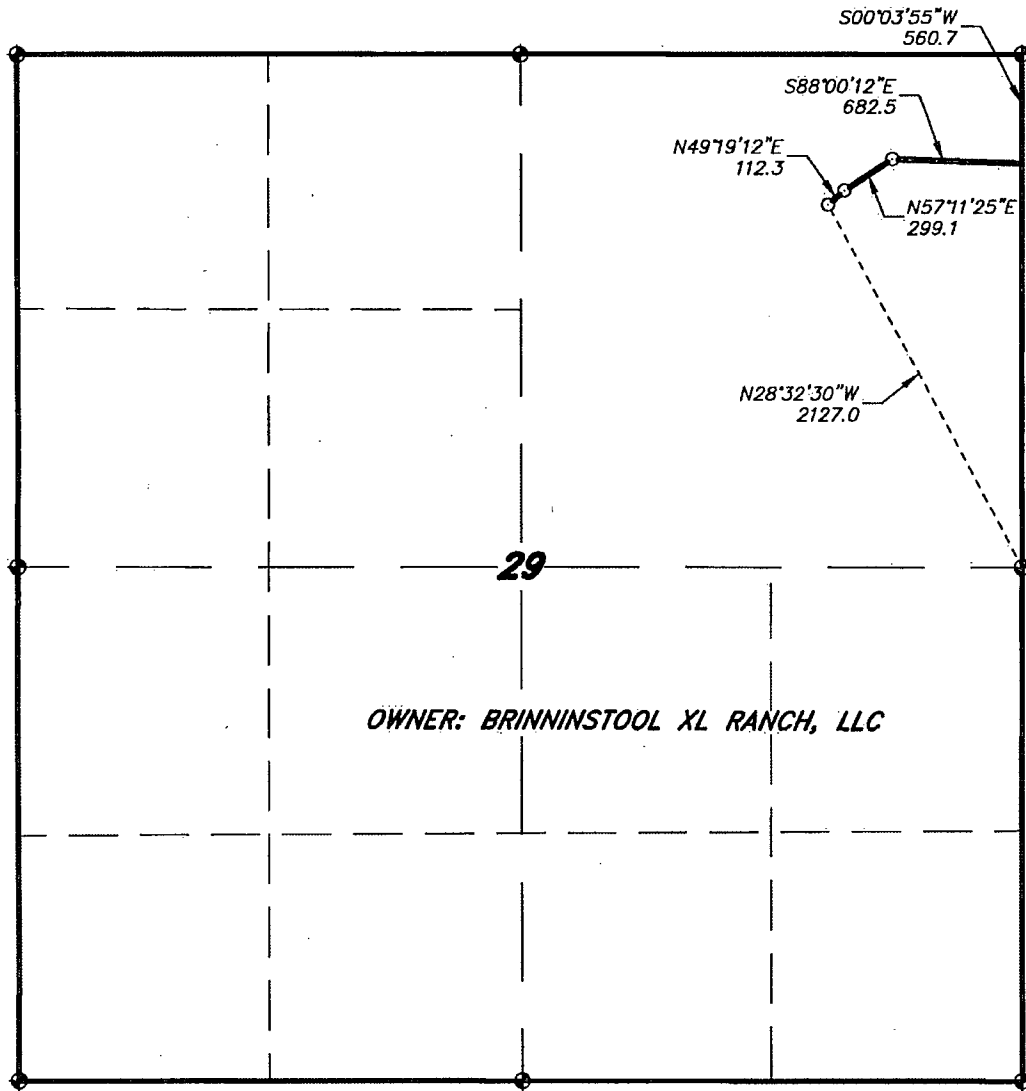 S00°03'55"W
560.7
S88°00'12"E
682.5
N49°19'12"E
112.3
N57°11'25"E
299.1
N28°32'30"W
2127.0
29
OWNER: BRINNINSTOOL XL RANCH, LLC